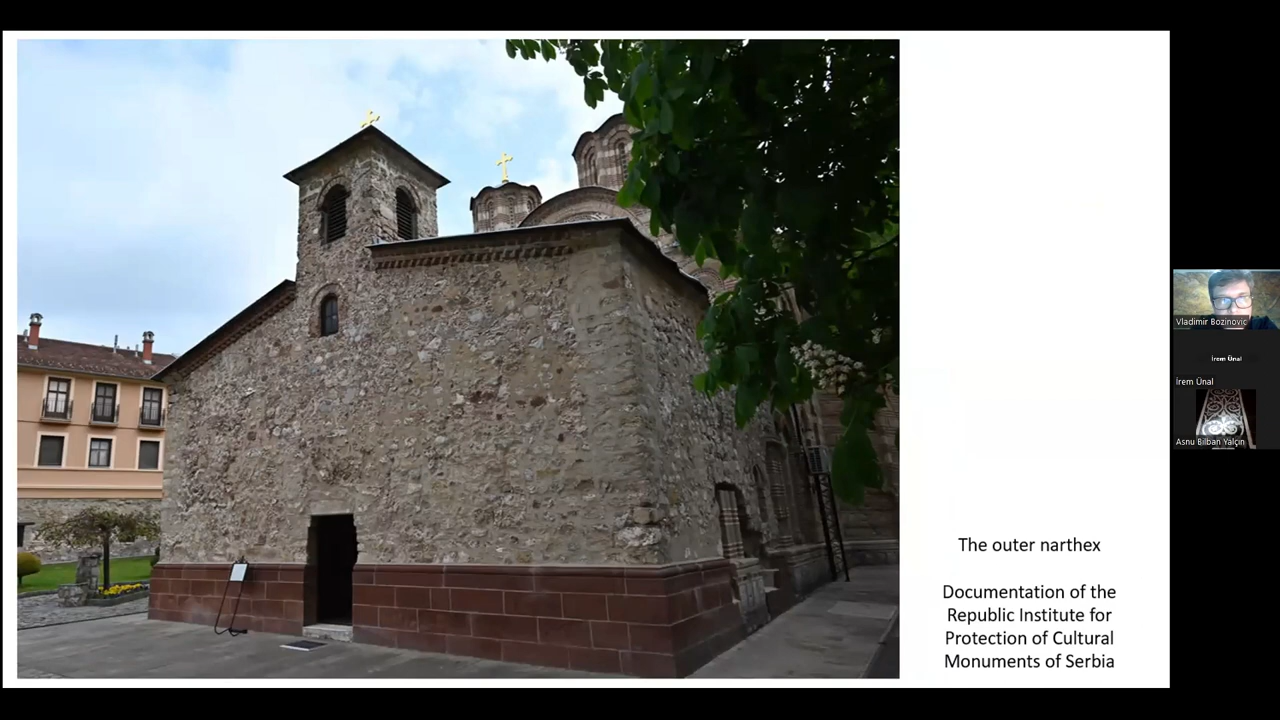 The outer narthex
Documentation of the
Republic Institute for
Protection of Cultural
Monuments of Serbia
Vladimir Bozinovic
İrem Ünal
İrem Ünal
Asnu Bilban Yalçın